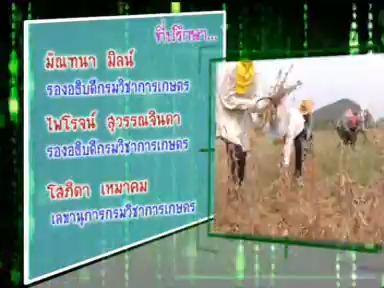 ที่ปรึกษา...
มัณฑนา มิลน์
รองอธิบดีกรมวิชาการเกษตร
ไพโรจน์ สุวรรณจินดา
รองอธิบดีกรมวิชาการเกษตร
โสภิดา เหมาคม
เลขานุการกรมวิชาการเกษตร